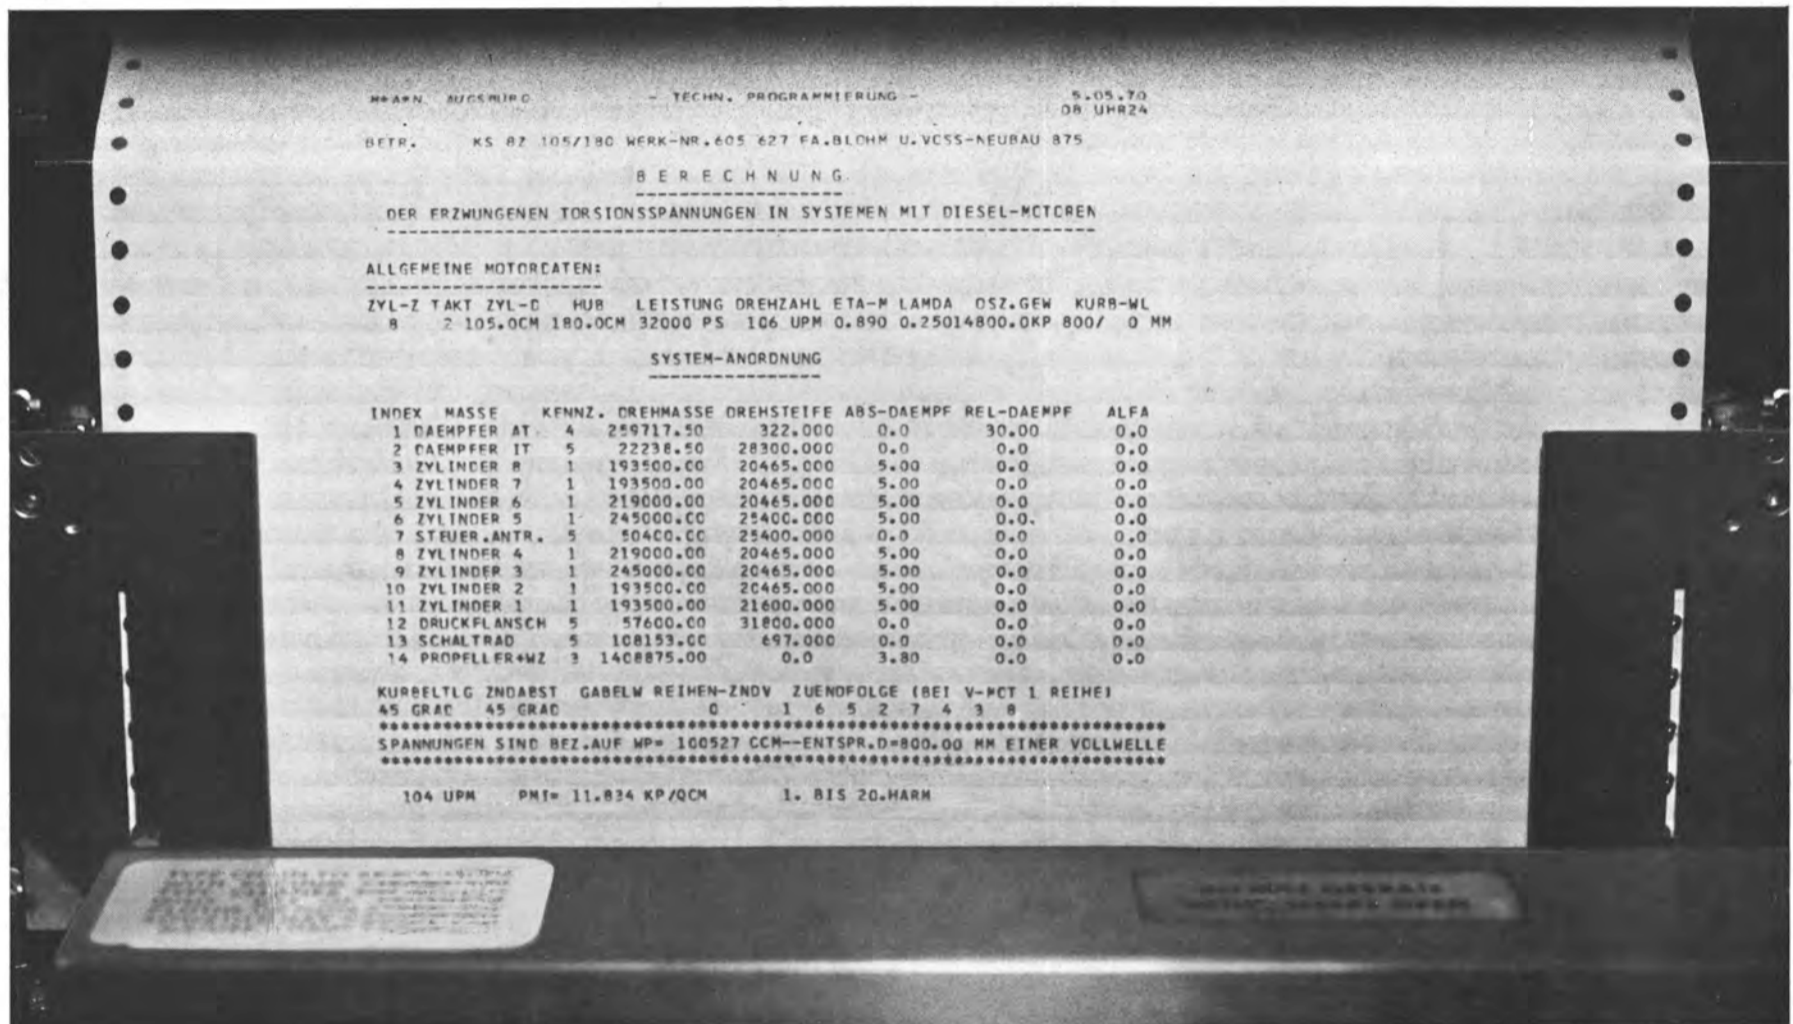 M*A*N AUGSBURG - TECHN. PROGRAMMIERUNG - 5.05.70
08 UHR24
BETR. KS 8Z 105/180 WERK-NR.605 627 FA.BLOHM U.VOSS-NEUBAU 875
B E R E C H N U N G
DER ERZWUNGENEN TORSIONSSPANNUNGEN IN SYSTEMEN MIT DIESEL-MOTOREN
ALLGEMEINE MOTORDATEN:
ZYL-Z TAKT ZYL-D HUB LEISTUNG DREHZAHL ETA-M LAMDA OSZ.GEW KURB-WL
8 2 105.0CM 180.0CM 32000 PS 106 UPM 0.890 0.25014800.0KP 800/ 0 MM
SYSTEM-ANORDNUNG
INDEX MASSE KENNZ. DREHMASSE DREHSTEIFE ABS-DAEMPF REL-DAEMPF ALFA
1 DAEMPFER AT 4 259717.50 322.000 0.0 30.00 0.0
2 DAEMPFER IT 5 22238.50 28300.000 0.0 0.0 0.0
3 ZYLINDER 8 1 193500.00 20465.000 5.00 0.0 0.0
4 ZYLINDER 7 1 193500.00 20465.000 5.00 0.0 0.0
5 ZYLINDER 6 1 219000.00 20465.000 5.00 0.0 0.0
6 ZYLINDER 5 1 245000.00 25400.000 5.00 0.0 0.0
7 STEUER.ANTR. 5 50400.00 25400.000 0.0 0.0 0.0
8 ZYLINDER 4 1 219000.00 20465.000 5.00 0.0 0.0
9 ZYLINDER 3 1 245000.00 20465.000 5.00 0.0 0.0
10 ZYLINDER 2 1 193500.00 20465.000 5.00 0.0 0.0
11 ZYLINDER 1 1 193500.00 21600.000 5.00 0.0 0.0
12 DRUCKFLANSCH 5 57600.00 31800.000 0.0 0.0 0.0
13 SCHALTRAD 5 108153.00 697.000 0.0 0.0 0.0
14 PROPELLER+WZ 3 1408875.00 0.0 3.80 0.0 0.0
KURBELTLG ZNDABST GABELW REIHEN-ZNDV ZUENDFOLGE (BEI V-MOT 1 REIHE)
45 GRAD 45 GRAD 0 1 6 5 2 7 4 3 8
SPANNUNGEN SIND BEZ.AUF WP= 100527 CCM--ENTSPR.D=800.00 MM EINER VOLLWELLE
104 UPM PMI= 11.834 KP/QCM 1. BIS 20.HARM